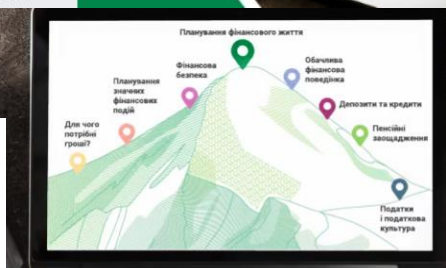 Планування фінансового життя
Фінансова
безпека
Обачлива
фінансова
поведінка
Планування
значних
фінансових
подій
Депозити та кредити
Для чого
потрібні
гроші?
Пенсійні
заощадження
Податки
і податкова
культура